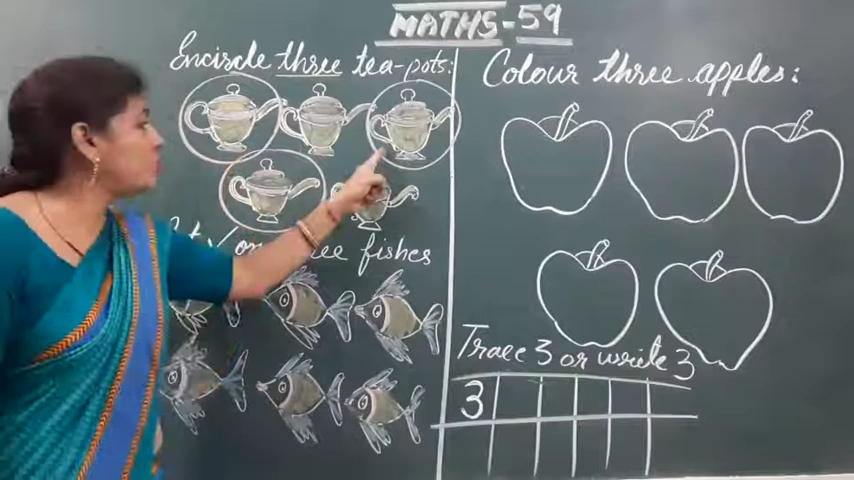 MATHS-59
Encircle three tea-pots:
Colour three apples:
fishes
Trace 3 or write 3
3